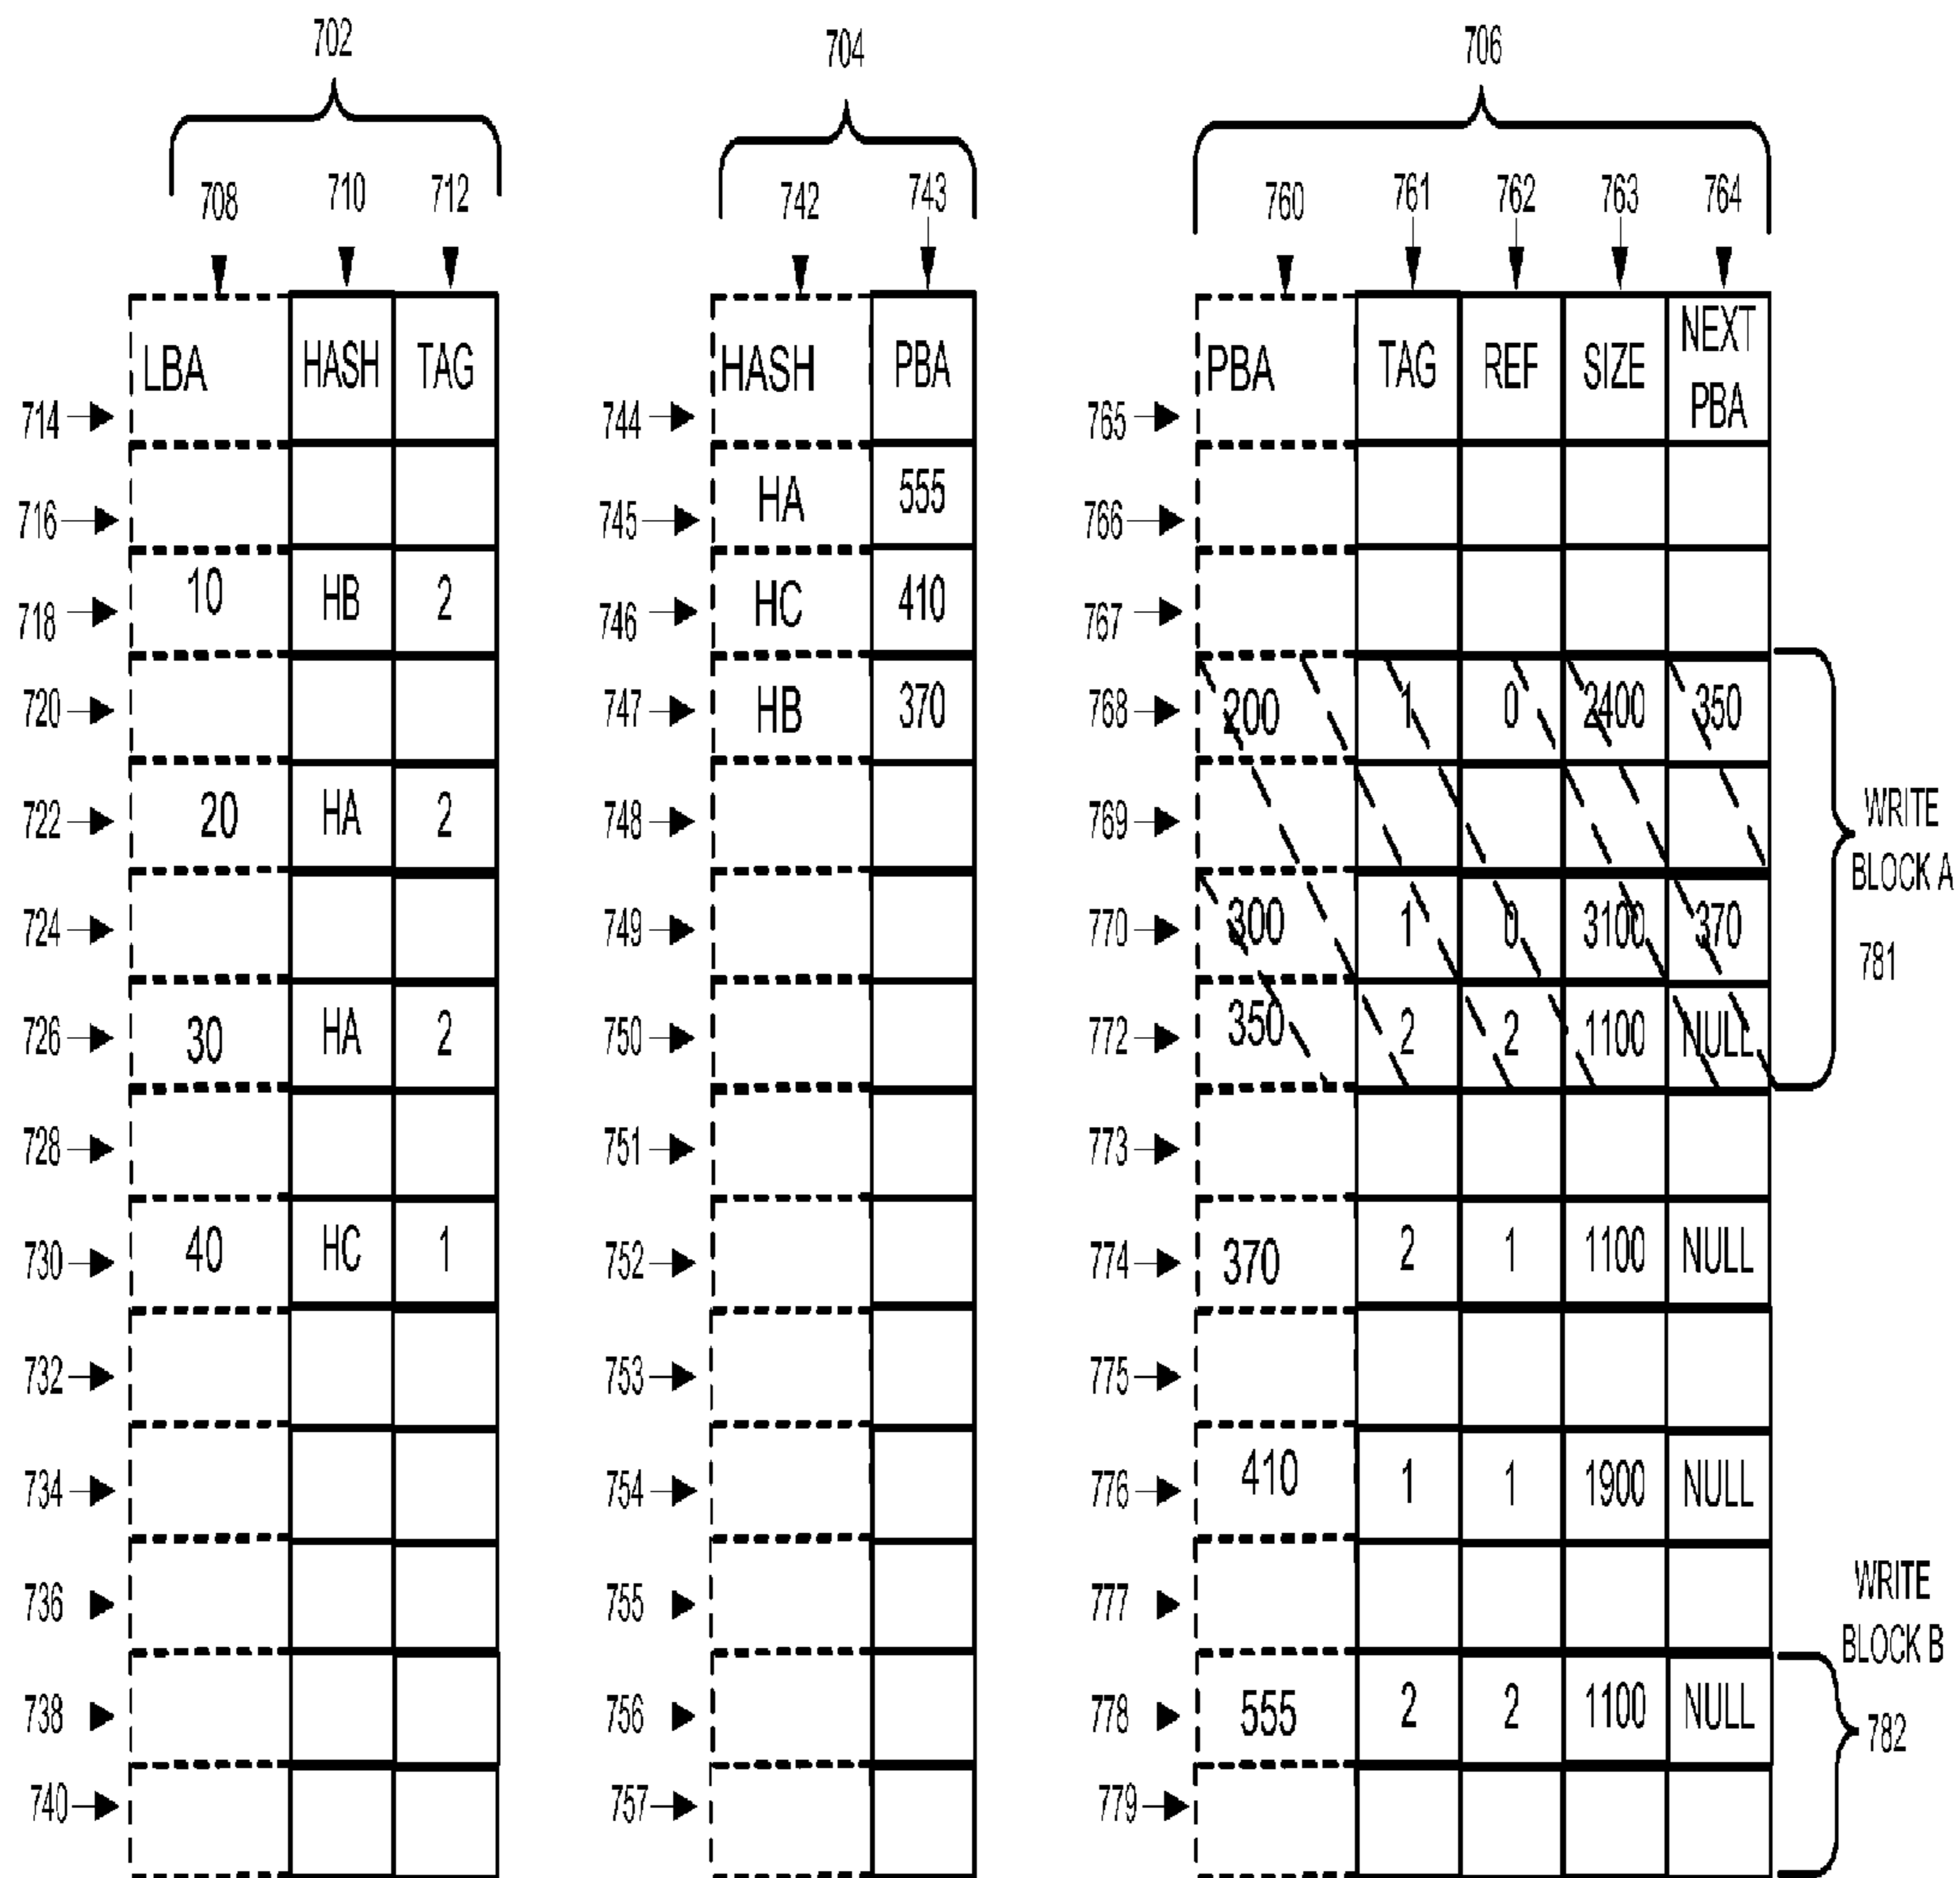 702
704
706
708 710 712
742 743
760 761 762 763 764
714 LBA HASH TAG
744 HASH PBA
765 PBA TAG REF SIZE NEXT PBA
716
745 HA 555
766
718 10 HB 2
746 HC 410
767
720
747 HB 370
768 200 1 0 2400 350
722 20 HA 2
748
769
WRITE
BLOCK A
781
724
749
770 300 1 0 3100 370
726 30 HA 2
750
772 350 2 2 1100 NULL
728
751
773
730 40 HC 1
752
774 370 2 1 1100 NULL
732
753
775
734
754
776 410 1 1 1900 NULL
736
755
777
WRITE
BLOCK B
782
738
756
778 555 2 2 1100 NULL
740
757
779